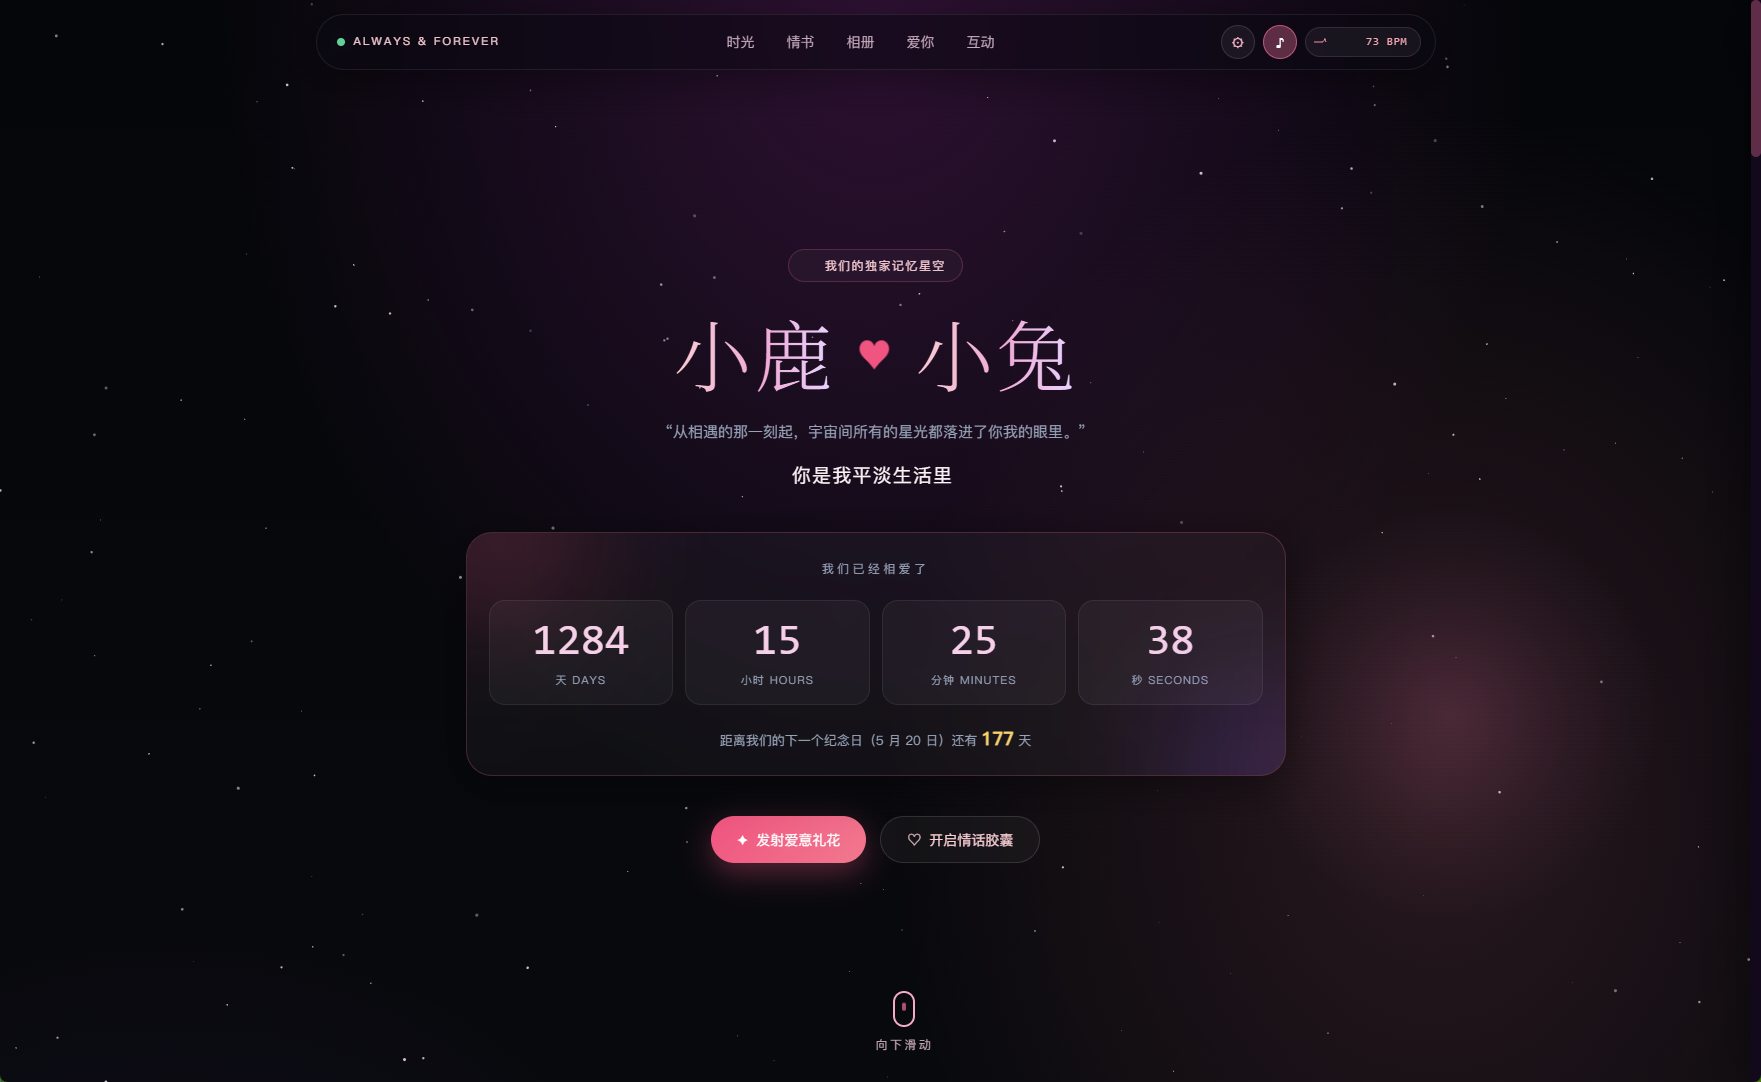 ALWAYS & FOREVER
时光 情书 相册 爱你 互动
73 BPM
我们的独家记忆星空
小鹿 ♥ 小兔
“从相遇的那一刻起，宇宙间所有的星光都落进了你我的眼里。”
你是我平淡生活里
我们已经相爱了
1284 15 25 38
天 DAYS 小时 HOURS 分钟 MINUTES 秒 SECONDS
距离我们的下一个纪念日（5 月 20 日）还有 177 天
✦ 发射爱意礼花 ♡ 开启情话胶囊
向下滑动